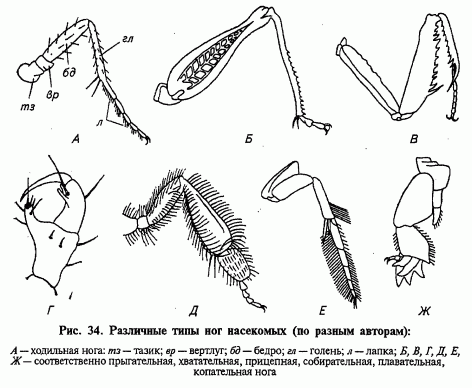 гл
бд
вр
тз
л
А
Б
В
Г
Д
Е
Ж
Рис. 34. Различные типы ног насекомых (по разным авторам):
А — ходильная нога: тз — тазик; вр — вертлуг; бд — бедро; гл — голень; л — лапка; Б, В, Г, Д, Е,
Ж — соответственно прыгательная, хватательная, прицепная, собирательная, плавательная,
копательная нога